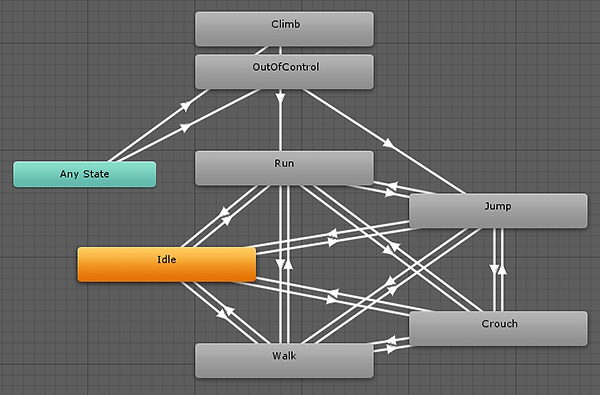 Climb
OutOfControl
Run
Any State
Jump
Idle
Crouch
Walk